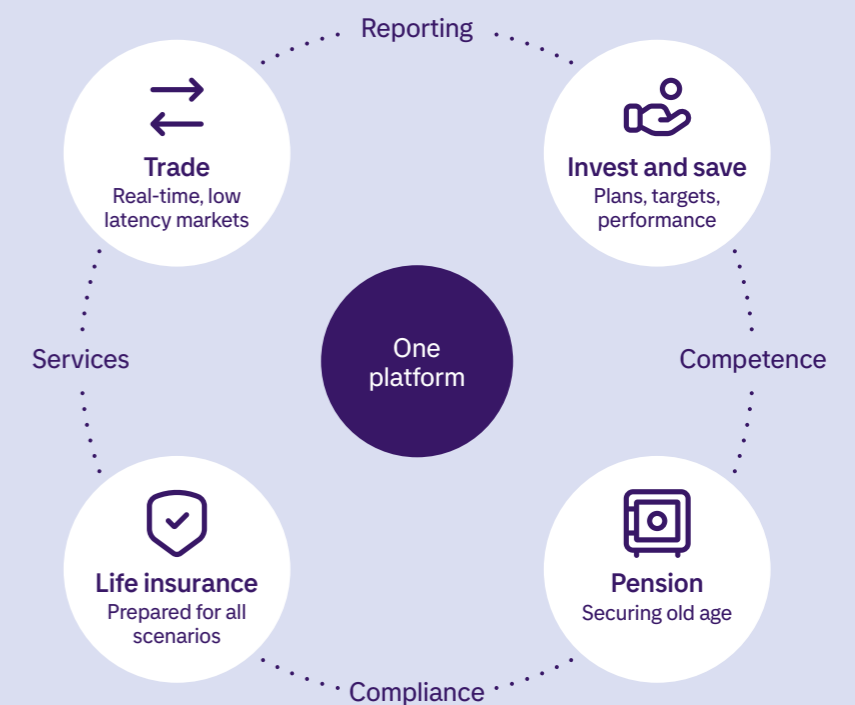 Reporting
Trade
Real-time, low
latency markets
Invest and save
Plans, targets,
performance
One
platform
Services
Competence
Life insurance
Prepared for all
scenarios
Pension
Securing old age
Compliance